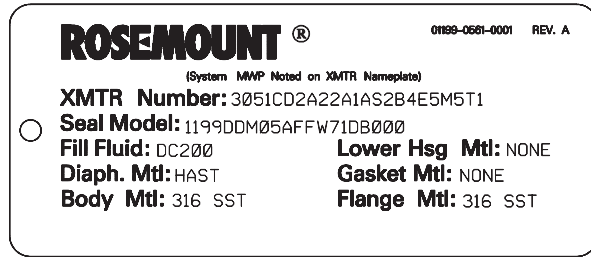 ROSEMOUNT ® 01199-0561-0001 REV. A
(System MWP Noted on XMTR Nameplate)
XMTR Number: 3051CD2A22A1AS2B4E5M5T1
Seal Model: 1199DDM05AFFW71DB000
Fill Fluid: DC200 Lower Hsg Mtl: NONE
Diaph. Mtl: HAST Gasket Mtl: NONE
Body Mtl: 316 SST Flange Mtl: 316 SST